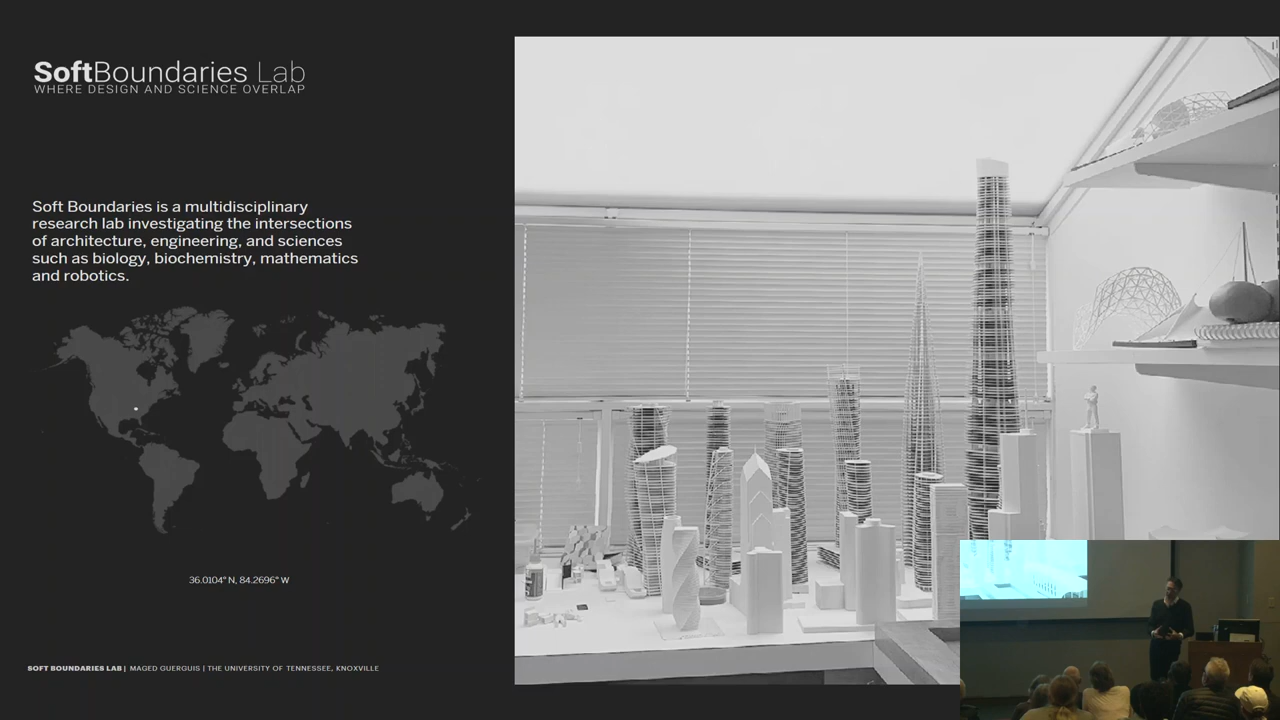 SoftBoundaries Lab
WHERE DESIGN AND SCIENCE OVERLAP
Soft Boundaries is a multidisciplinary
research lab investigating the intersections
of architecture, engineering, and sciences
such as biology, biochemistry, mathematics
and robotics.
36.0104° N, 84.2696° W
SOFT BOUNDARIES LAB | MAGED GUERGUIS | THE UNIVERSITY OF TENNESSEE, KNOXVILLE